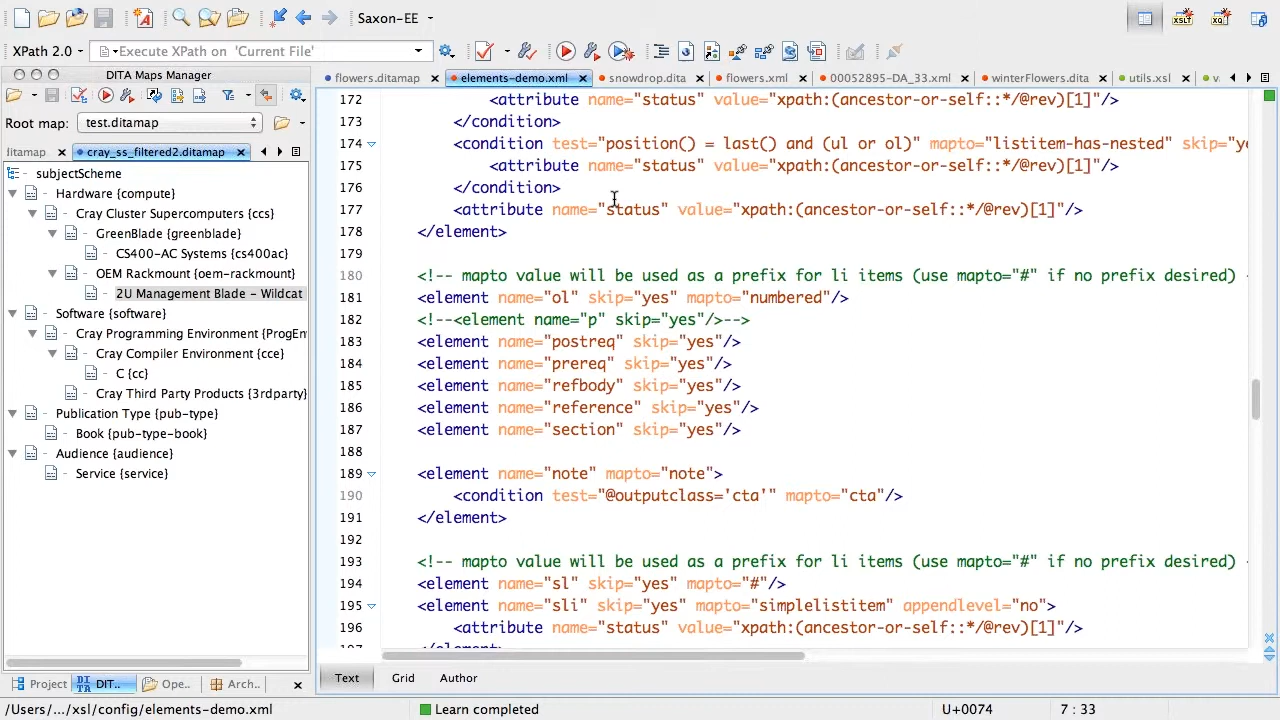 Saxon-EE
XPath 2.0
Execute XPath on 'Current File'
DITA Maps Manager
Root map: test.ditamap
ditamap
cray_ss_filtered2.ditamap
subjectScheme
Hardware {compute}
Cray Cluster Supercomputers {ccs}
GreenBlade {greenblade}
CS400-AC Systems {cs400ac}
OEM Rackmount {oem-rackmount}
2U Management Blade - Wildcat
Software {software}
Cray Programming Environment {ProgEn
Cray Compiler Environment {cce}
C {cc}
Cray Third Party Products {3rdparty}
Publication Type {pub-type}
Book {pub-type-book}
Audience {audience}
Service {service}
Project DIT... Ope... Arch..
flowers.ditamap elements-demo.xml snowdrop.dita flowers.xml 00052895-DA_33.xml winterFlowers.dita utils.xsl
172 <attribute name="status" value="xpath:(ancestor-or-self::*/@rev)[1]"/>
173 </condition>
174 <condition test="position() = last() and (ul or ol)" mapto="listitem-has-nested" skip="ye
175 <attribute name="status" value="xpath:(ancestor-or-self::*/@rev)[1]"/>
176 </condition>
177 <attribute name="status" value="xpath:(ancestor-or-self::*/@rev)[1]"/>
178 </element>
179
180 <!-- mapto value will be used as a prefix for li items (use mapto="#" if no prefix desired) -
181 <element name="ol" skip="yes" mapto="numbered"/>
182 <!--<element name="p" skip="yes"/>-->
183 <element name="postreq" skip="yes"/>
184 <element name="prereq" skip="yes"/>
185 <element name="refbody" skip="yes"/>
186 <element name="reference" skip="yes"/>
187 <element name="section" skip="yes"/>
188
189 <element name="note" mapto="note">
190 <condition test="@outputclass='cta'" mapto="cta"/>
191 </element>
192
193 <!-- mapto value will be used as a prefix for li items (use mapto="#" if no prefix desired) -
194 <element name="sl" skip="yes" mapto="#"/>
195 <element name="sli" skip="yes" mapto="simplelistitem" appendlevel="no">
196 <attribute name="status" value="xpath:(ancestor-or-self::*/@rev)[1]"/>
Text Grid Author
/Users/.../xsl/config/elements-demo.xml
Learn completed
U+0074
7 : 33